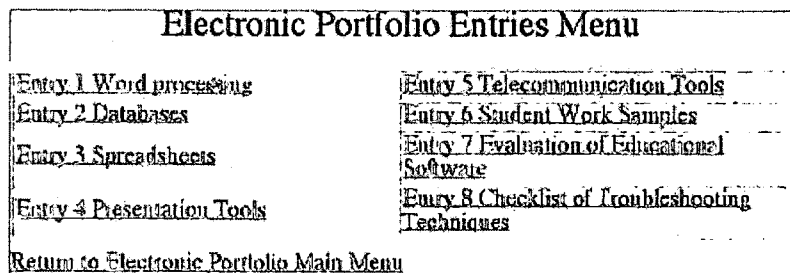 Electronic Portfolio Entries Menu
Entry 1 Word processing
Entry 2 Databases
Entry 3 Spreadsheets
Entry 4 Presentation Tools
Entry 5 Telecommunication Tools
Entry 6 Student Work Samples
Entry 7 Evaluation of Educational
Software
Entry 8 Checklist of Troubleshooting
Techniques
Return to Electronic Portfolio Main Menu